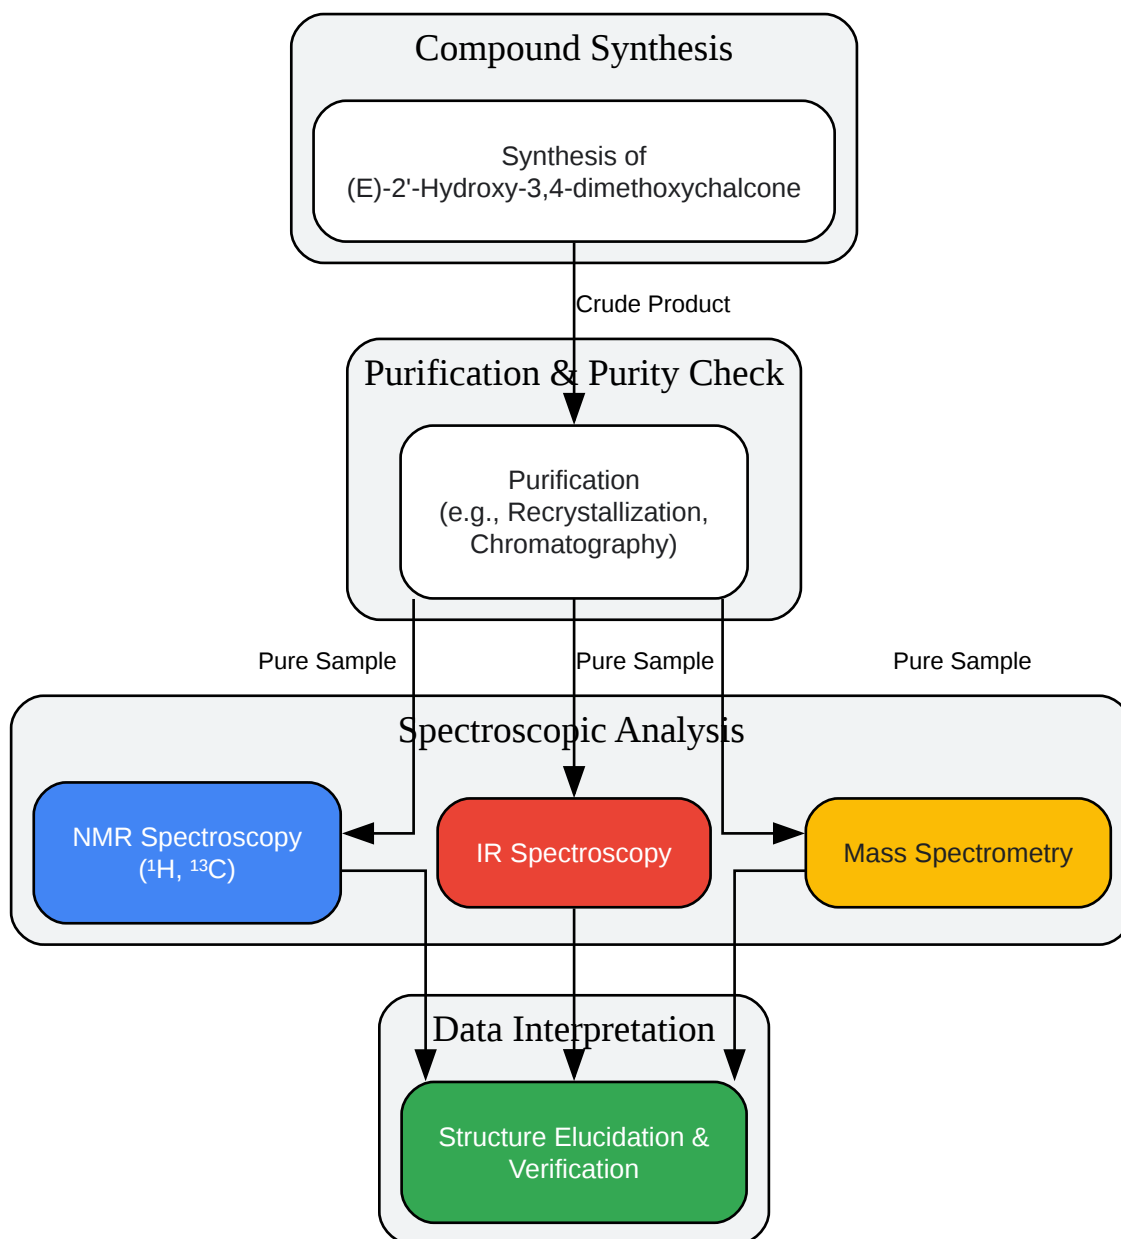 Compound Synthesis
Synthesis of
(E)-2'-Hydroxy-3,4-dimethoxychalcone
Crude Product
Purification & Purity Check
Purification
(e.g., Recrystallization,
Chromatography)
Pure Sample
Pure Sample
Pure Sample
Spectroscopic Analysis
NMR Spectroscopy
(¹H, ¹³C)
IR Spectroscopy
Mass Spectrometry
Data Interpretation
Structure Elucidation &
Verification